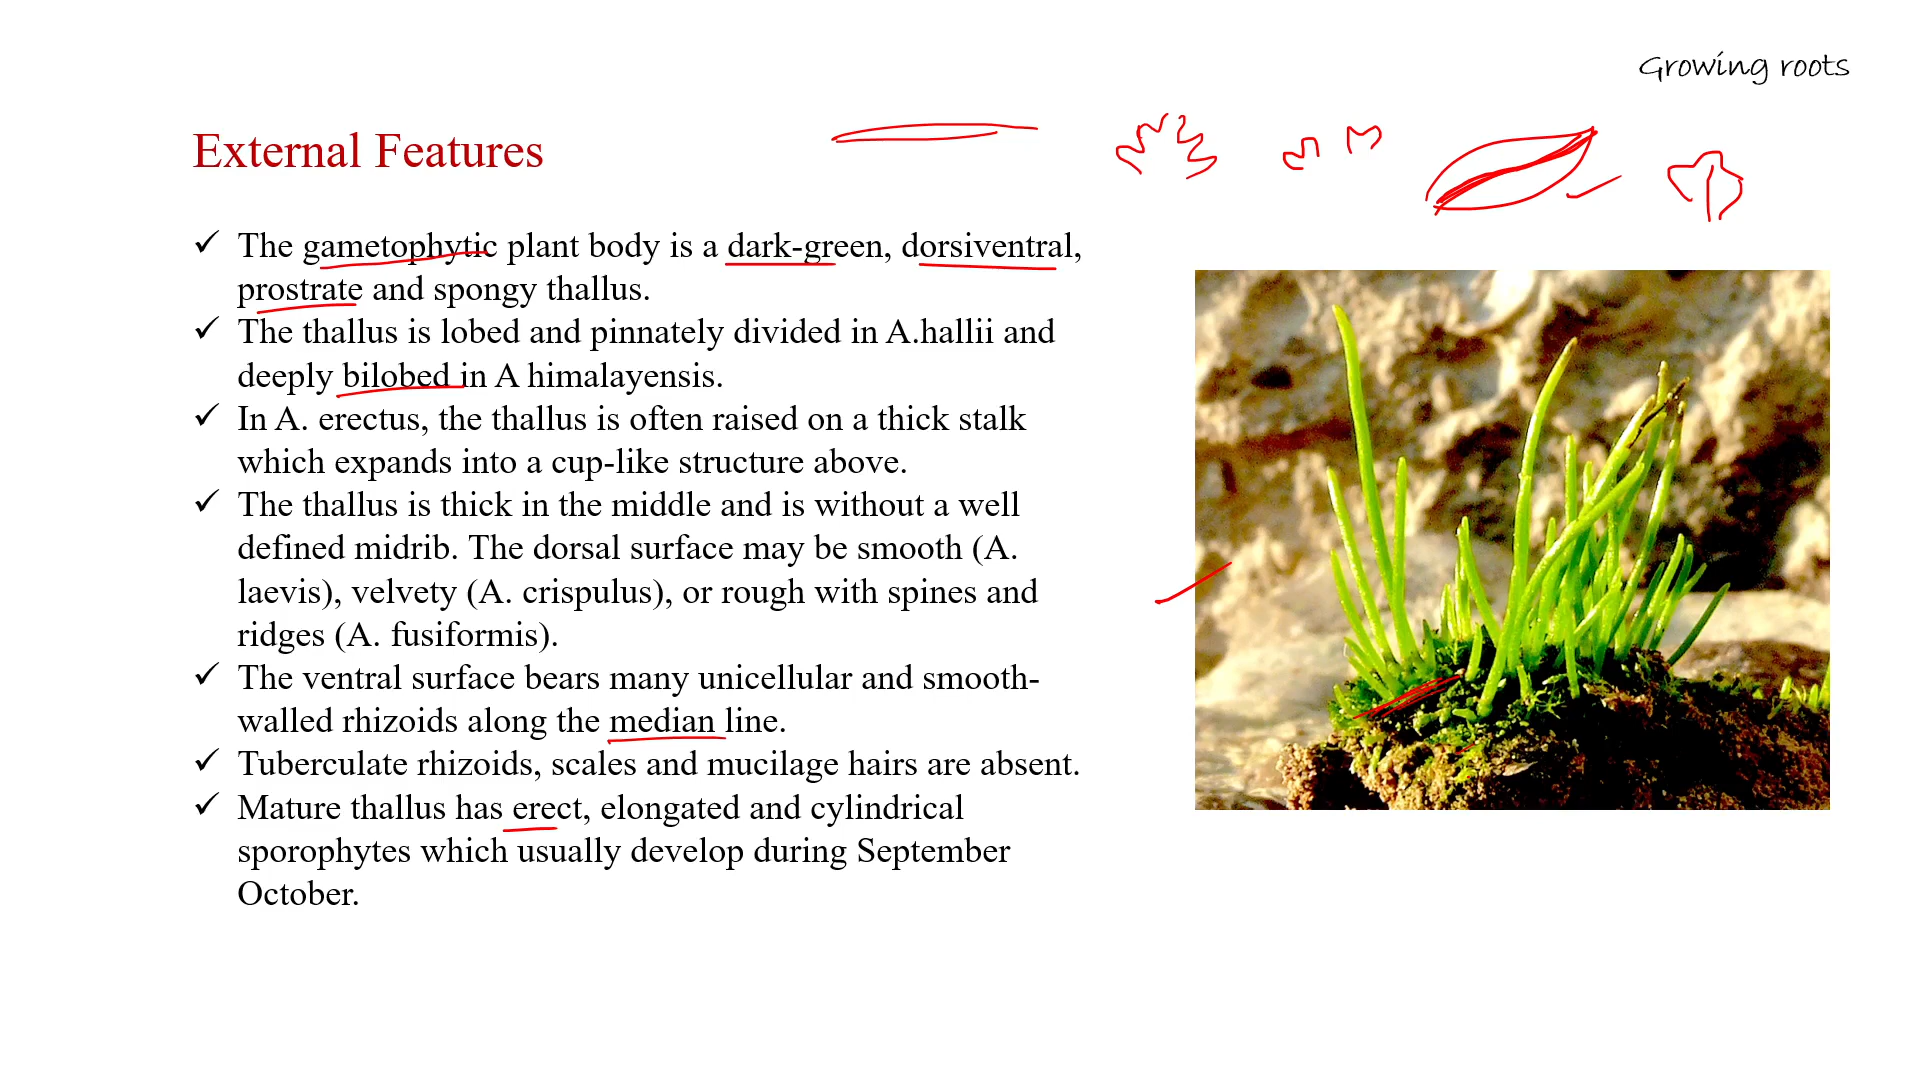 Growing roots
External Features
✓ The gametophytic plant body is a dark-green, dorsiventral,
prostrate and spongy thallus.
✓ The thallus is lobed and pinnately divided in A.hallii and
deeply bilobed in A himalayensis.
✓ In A. erectus, the thallus is often raised on a thick stalk
which expands into a cup-like structure above.
✓ The thallus is thick in the middle and is without a well
defined midrib. The dorsal surface may be smooth (A.
laevis), velvety (A. crispulus), or rough with spines and
ridges (A. fusiformis).
✓ The ventral surface bears many unicellular and smooth-
walled rhizoids along the median line.
✓ Tuberculate rhizoids, scales and mucilage hairs are absent.
✓ Mature thallus has erect, elongated and cylindrical
sporophytes which usually develop during September
October.